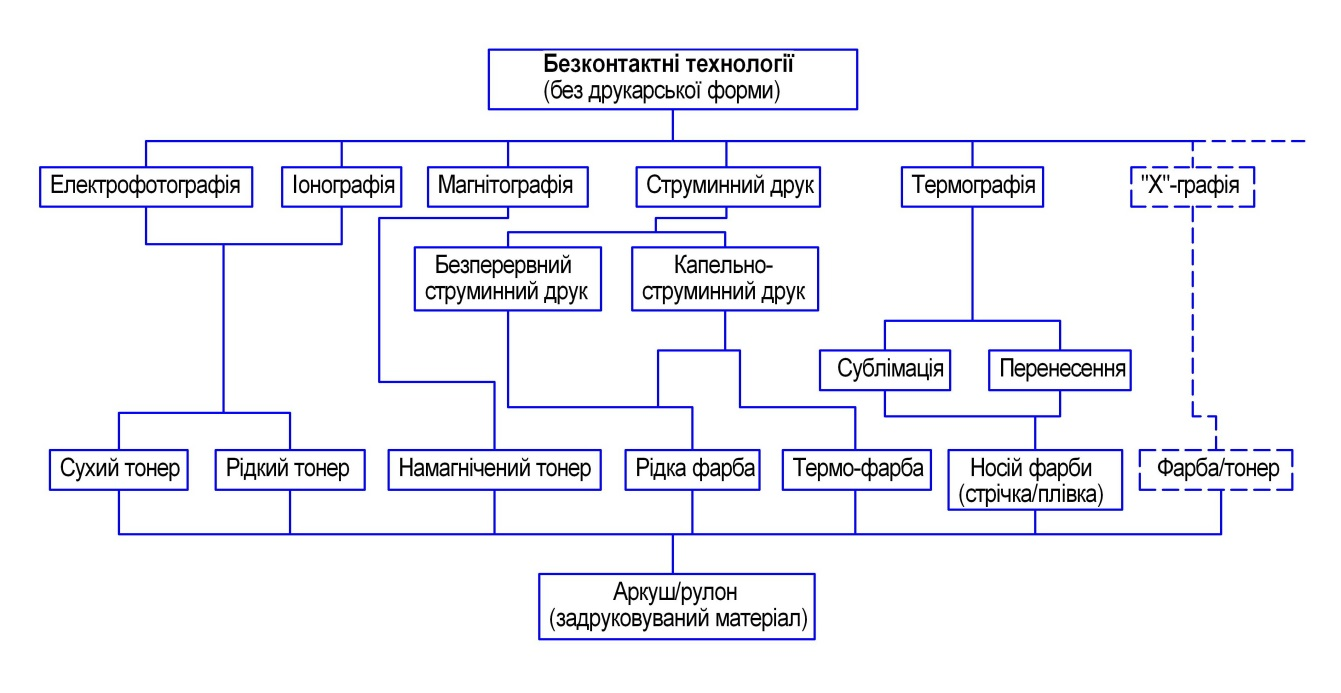 Безконтактні технології
(без друкарської форми)
Електрофотографія
Іонографія
Магнітографія
Струминний друк
Термографія
"Х"-графія
Безперервний
струминний друк
Капельно-
струминний друк
Сублімація
Перенесення
Сухий тонер
Рідкий тонер
Намагнічений тонер
Рідка фарба
Термо-фарба
Носій фарби
(стрічка/плівка)
Фарба/тонер
Аркуш/рулон
(задруковуваний матеріал)